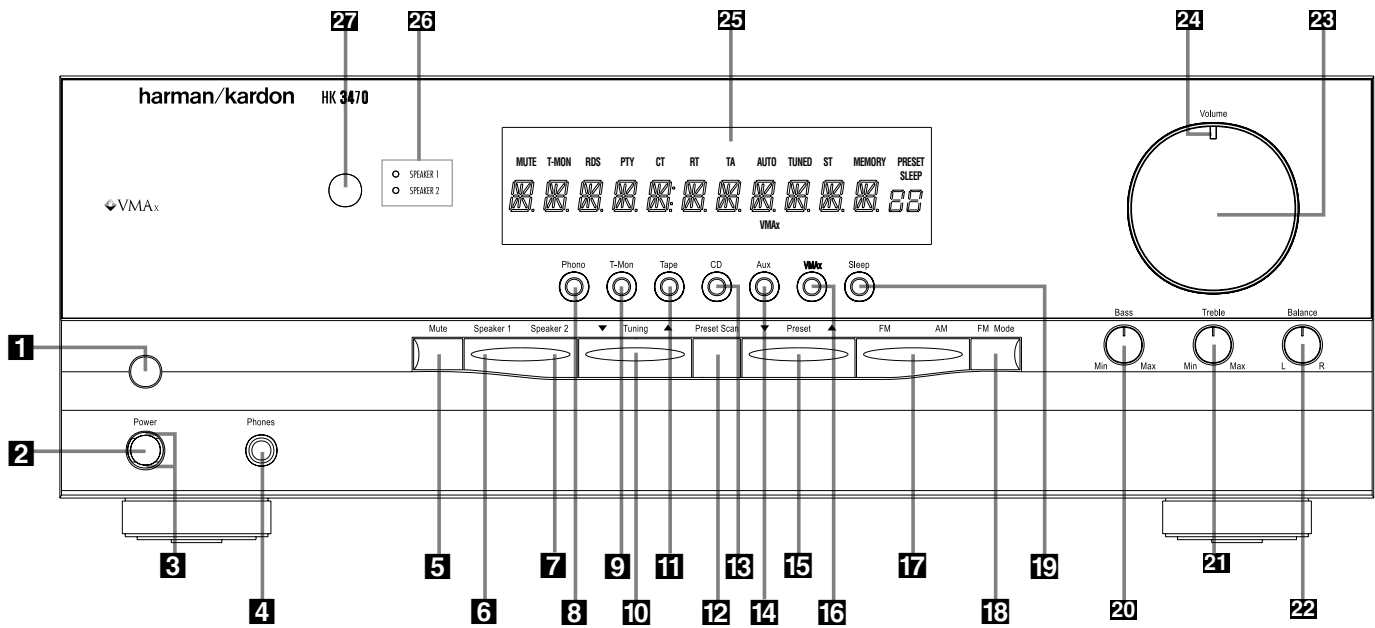 27 26 25 24 23
harman/kardon HK 3470
Volume
SPEAKER 1
SPEAKER 2
MUTE T-MON RDS PTY CT RT TA AUTO TUNED ST MEMORY PRESET
SLEEP
VMAx
VMAx
Phono T-Mon Tape CD Aux VMAx Sleep
Bass Treble Balance
Mute Speaker 1 Speaker 2 ▼ Tuning ▲ Preset Scan ▼ Preset ▲ FM AM FM Mode
1
Min Max Min Max L R
Power Phones
2
3 5 7 9 11 13 15 17 19 21
4 6 8 10 12 14 16 18 20 22